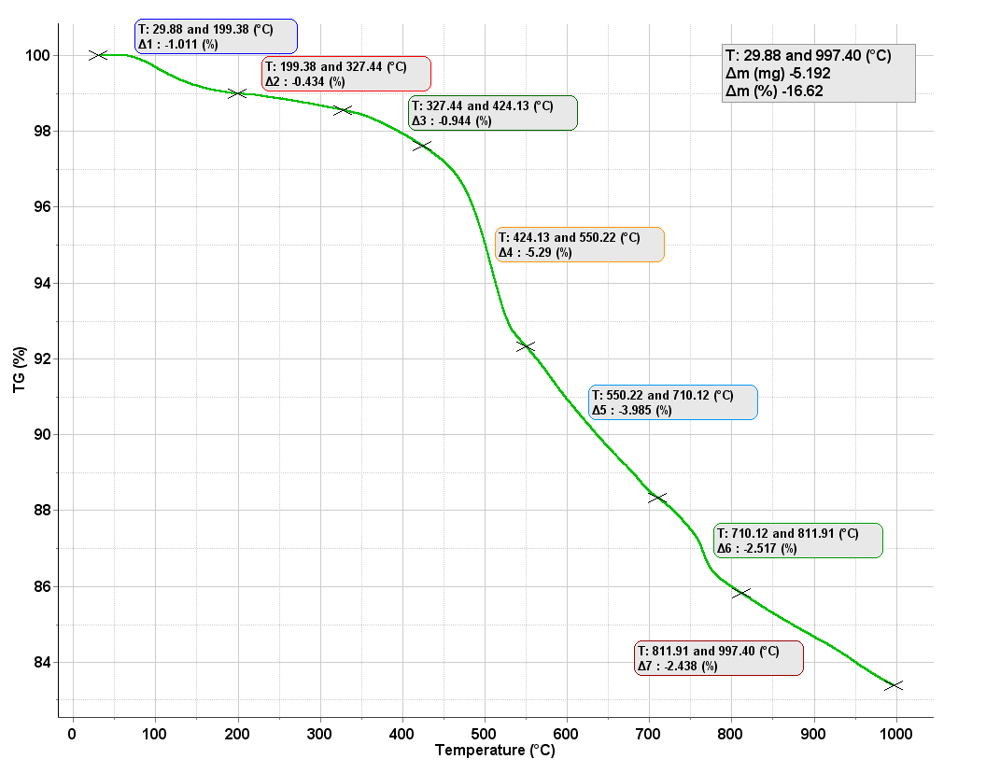 T: 29.88 and 199.38 (°C)
Δ1 : -1.011 (%)
T: 199.38 and 327.44 (°C)
Δ2 : -0.434 (%)
T: 29.88 and 997.40 (°C)
Δm (mg) -5.192
Δm (%) -16.62
T: 327.44 and 424.13 (°C)
Δ3 : -0.944 (%)
T: 424.13 and 550.22 (°C)
Δ4 : -5.29 (%)
T: 550.22 and 710.12 (°C)
Δ5 : -3.985 (%)
T: 710.12 and 811.91 (°C)
Δ6 : -2.517 (%)
T: 811.91 and 997.40 (°C)
Δ7 : -2.438 (%)
TG (%)
100
98
96
94
92
90
88
86
84
0 100 200 300 400 500 600 700 800 900 1000
Temperature (°C)